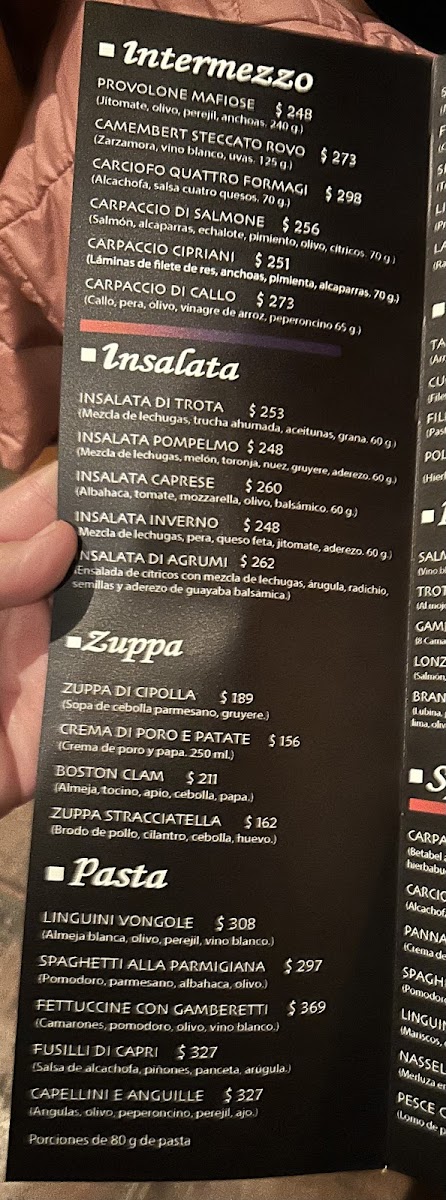 Intermezzo
PROVOLONE MAFIOSE $ 248
(Jitomate, olivo, perejil, anchoas. 240 g.)
CAMEMBERT STECCATO ROVO $ 273
(Zarzamora, vino blanco, uvas. 125 g.)
CARCIOFO QUATTRO FORMAGI $ 298
(Alcachofa, salsa cuatro quesos. 70 g.)
CARPACCIO DI SALMONE $ 256
(Salmón, alcaparras, echalote, pimiento, olivo, cítricos. 70 g.)
CARPACCIO CIPRIANI $ 251
(Láminas de filete de res, anchoas, pimienta, alcaparras. 70 g.)
CARPACCIO DI CALLO $ 273
(Callo, pera, olivo, vinagre de arroz, peperoncino 65 g.)
Insalata
INSALATA DI TROTA $ 253
(Mezcla de lechugas, trucha ahumada, aceitunas, grana. 60 g.)
INSALATA POMPELMO $ 248
(Mezcla de lechugas, melón, toronja, nuez, gruyere, aderezo. 60 g.)
INSALATA CAPRESE $ 260
(Albahaca, tomate, mozzarella, olivo, balsámico. 60 g.)
INSALATA INVERNO $ 248
Mezcla de lechugas, pera, queso feta, jitomate, aderezo. 60 g.)
NSALATA DI AGRUMI $ 262
(Ensalada de cítricos con mezcla de lechugas, árugula, radichio,
semillas y aderezo de guayaba balsámica.)
Zuppa
ZUPPA DI CIPOLLA $ 189
(Sopa de cebolla parmesano, gruyere.)
CREMA DI PORO E PATATE $ 156
(Crema de poro y papa. 250 ml.)
BOSTON CLAM $ 211
(Almeja, tocino, apio, cebolla, papa.)
ZUPPA STRACCIATELLA $ 162
(Brodo de pollo, cilantro, cebolla, huevo.)
Pasta
LINGUINI VONGOLE $ 308
(Almeja blanca, olivo, perejil, vino blanco.)
SPAGHETTI ALLA PARMIGIANA $ 297
(Pomodoro, parmesano, albahaca, olivo.)
FETTUCCINE CON GAMBERETTI $ 369
(Camarones, pomodoro, olivo, vino blanco.)
FUSILLI DI CAPRI $ 327
(Salsa de alcachofa, piñones, panceta, arúgula.)
CAPELLINI E ANGUILLE $ 327
(Angulas, olivo, peperoncino, perejil, ajo.)
Porciones de 80 g de pasta